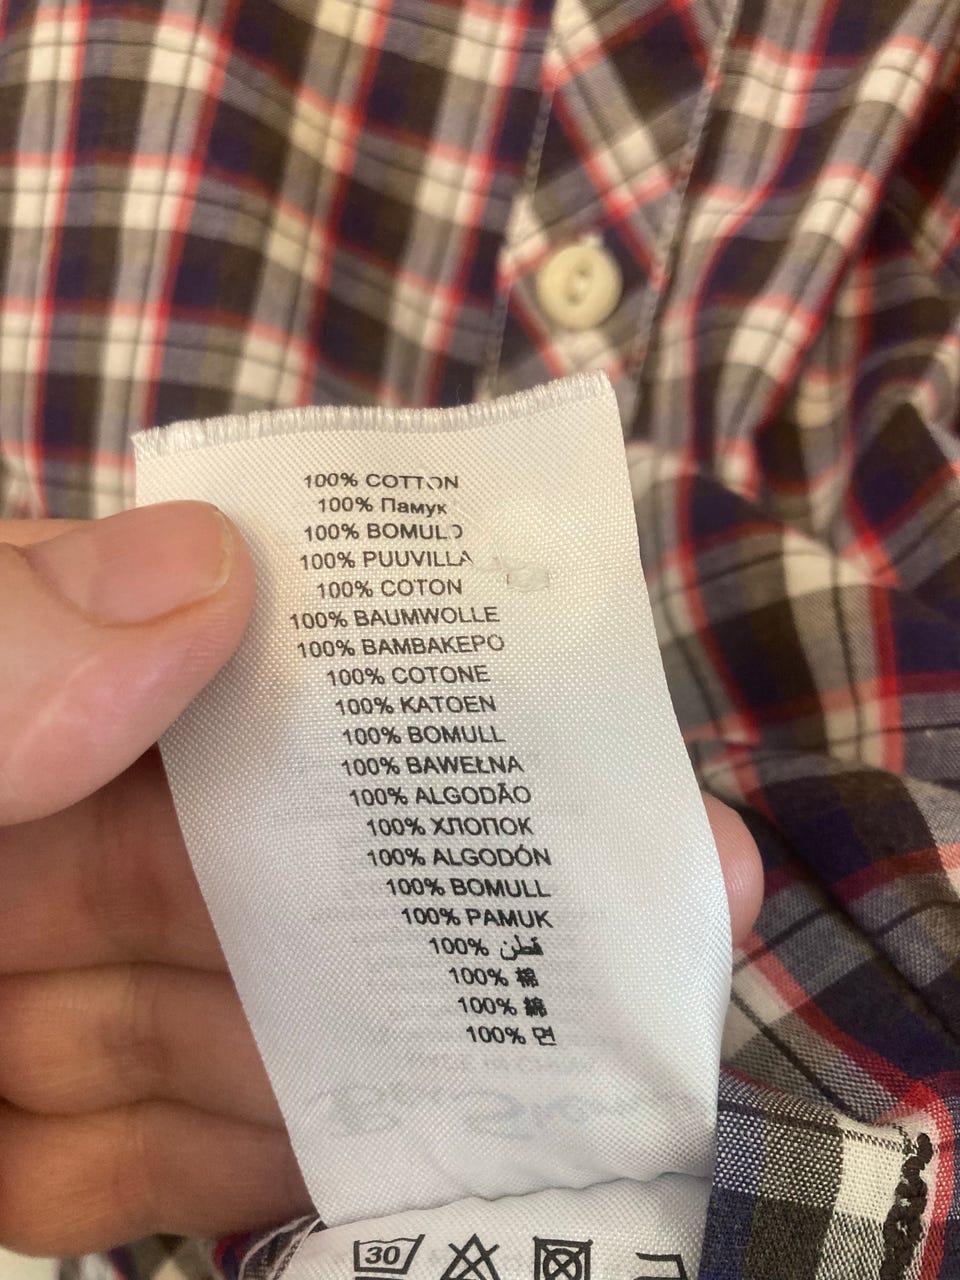 100% COTTON
100% Памук
100% BOMULD
100% PUUVILLA
100% COTON
100% BAUMWOLLE
100% ΒΑΜΒΑΚΕΡΟ
100% COTONE
100% KATOEN
100% BOMULL
100% BAWEŁNA
100% ALGODÃO
100% ХЛОПОК
100% ALGODÓN
100% BOMULL
100% PAMUK
100% قطن
100% 棉
100% 綿
100% 면
30